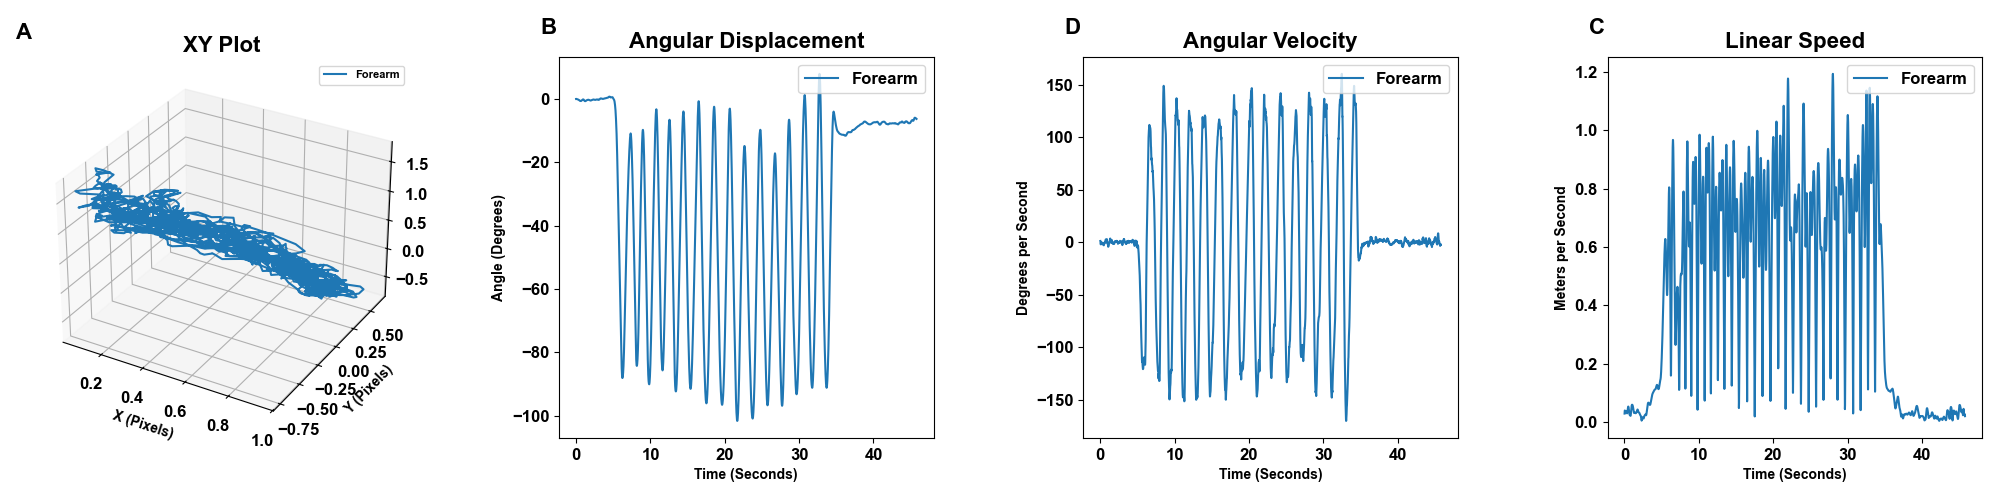 A
XY Plot
Forearm
1.5
1.0
0.5
0.0
−0.5
0.50
0.25
0.00
−0.25
−0.50
−0.75
Y (Pixels)
0.2
0.4
0.6
0.8
1.0
X (Pixels)
B
Angular Displacement
Forearm
0
−20
−40
−60
−80
−100
Angle (Degrees)
0
10
20
30
40
Time (Seconds)
D
Angular Velocity
Forearm
150
100
50
0
−50
−100
−150
Degrees per Second
0
10
20
30
40
Time (Seconds)
C
Linear Speed
Forearm
1.2
1.0
0.8
0.6
0.4
0.2
0.0
Meters per Second
0
10
20
30
40
Time (Seconds)